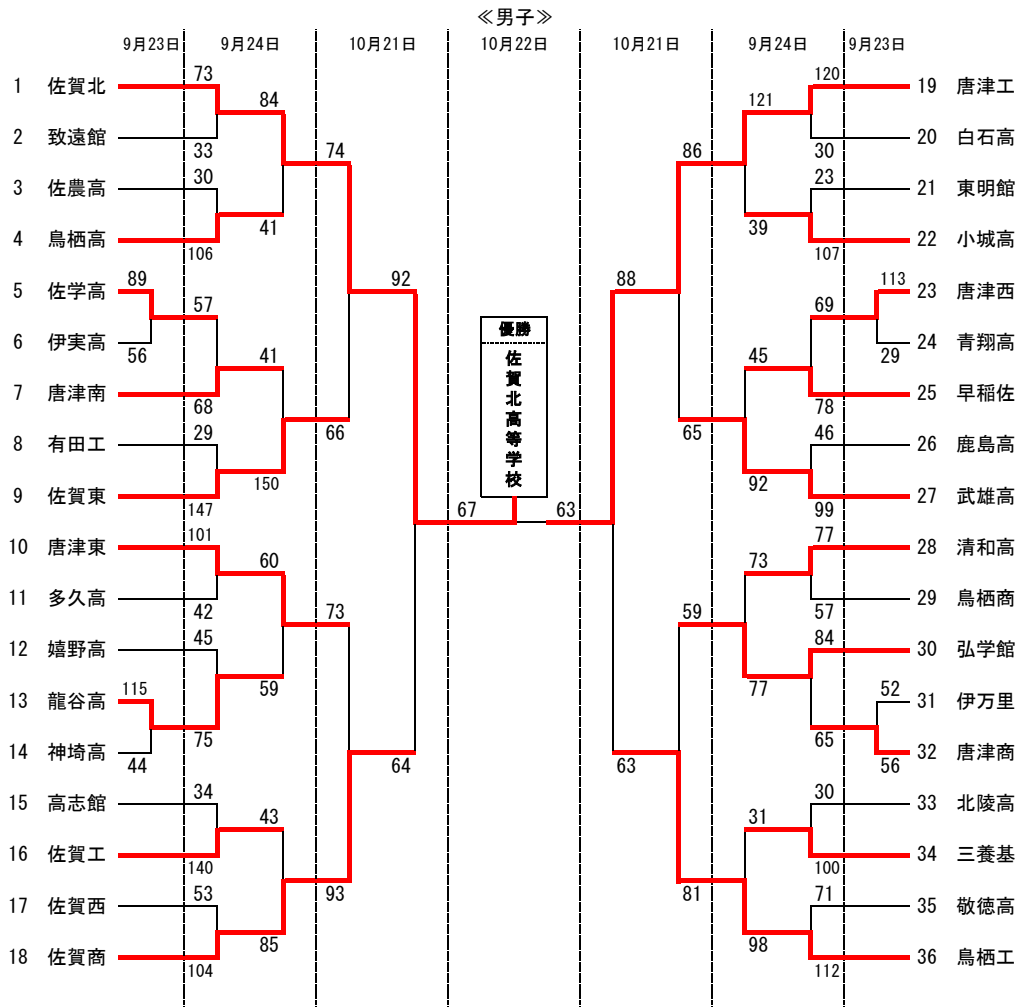 ≪男子≫
9月23日 9月24日 10月21日 10月22日 10月21日 9月24日 9月23日
73 120
1 佐賀北 19 唐津工
84 121
2 致遠館 20 白石高
33 30
30 74 86 23
3 佐農高 21 東明館
41 39
4 鳥栖高 22 小城高
106 107
89 92 88 113
5 佐学高 23 唐津西
57 69
優勝
6 伊実高 24 青翔高
56 29
41 45
佐賀北高等学校
7 唐津南 25 早稲佐
68 78
29 66 65 46
8 有田工 26 鹿島高
150 92
9 佐賀東 27 武雄高
147 67 63 99
101 77
10 唐津東 28 清和高
60 73
11 多久高 29 鳥栖商
42 57
45 73 59 84
12 嬉野高 30 弘学館
59 77
115 52
13 龍谷高 31 伊万里
75 65
14 神埼高 32 唐津商
44 64 63 56
34 30
15 高志館 33 北陵高
43 31
16 佐賀工 34 三養基
140 100
53 93 81 71
17 佐賀西 35 敬徳高
85 98
18 佐賀商 36 鳥栖工
104 112